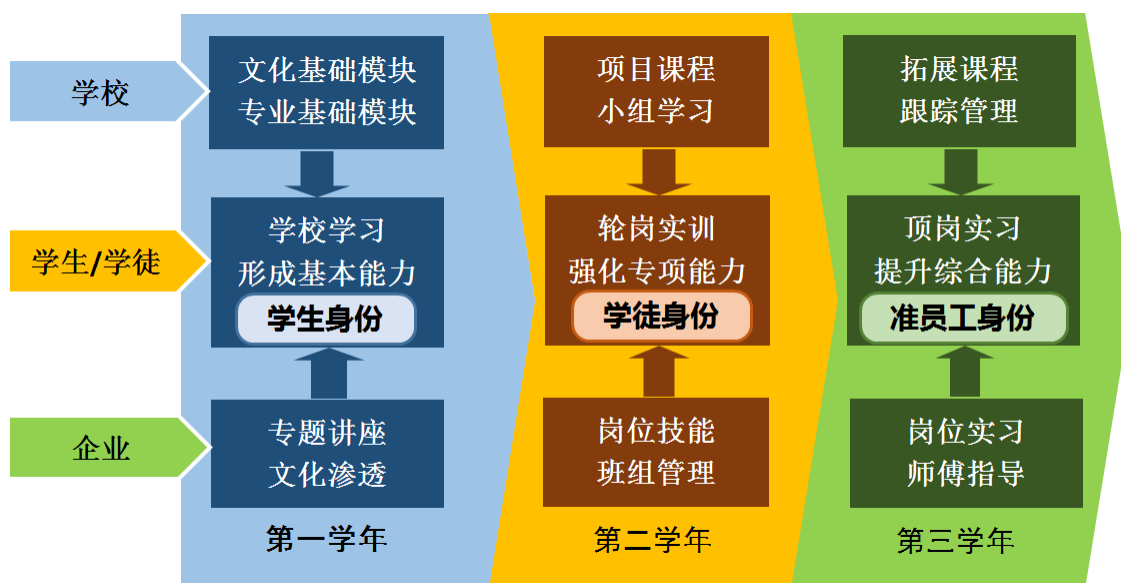 学校
文化基础模块
专业基础模块
项目课程
小组学习
拓展课程
跟踪管理
学生/学徒
学校学习
形成基本能力
学生身份
轮岗实训
强化专项能力
学徒身份
顶岗实习
提升综合能力
准员工身份
企业
专题讲座
文化渗透
岗位技能
班组管理
岗位实习
师傅指导
第一学年
第二学年
第三学年